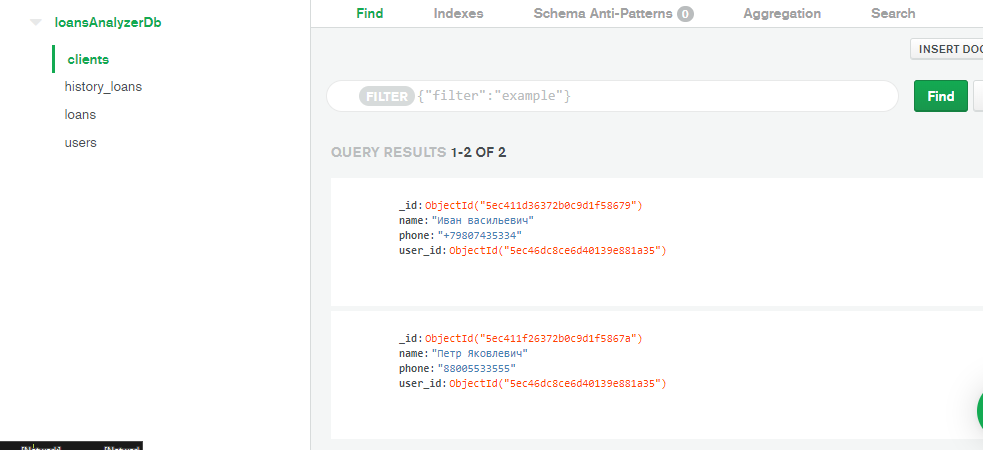 loansAnalyzerDb
clients
history_loans
loans
users
Find Indexes Schema Anti-Patterns 0 Aggregation Search
INSERT DOC
FILTER {"filter":"example"}
Find
QUERY RESULTS 1-2 OF 2
_id: ObjectId("5ec411d36372b0c9d1f58679")
name: "Иван васильевич"
phone: "+79807435334"
user_id: ObjectId("5ec46dc8ce6d40139e881a35")
_id: ObjectId("5ec411f26372b0c9d1f5867a")
name: "Петр Яковлевич"
phone: "88005533555"
user_id: ObjectId("5ec46dc8ce6d40139e881a35")